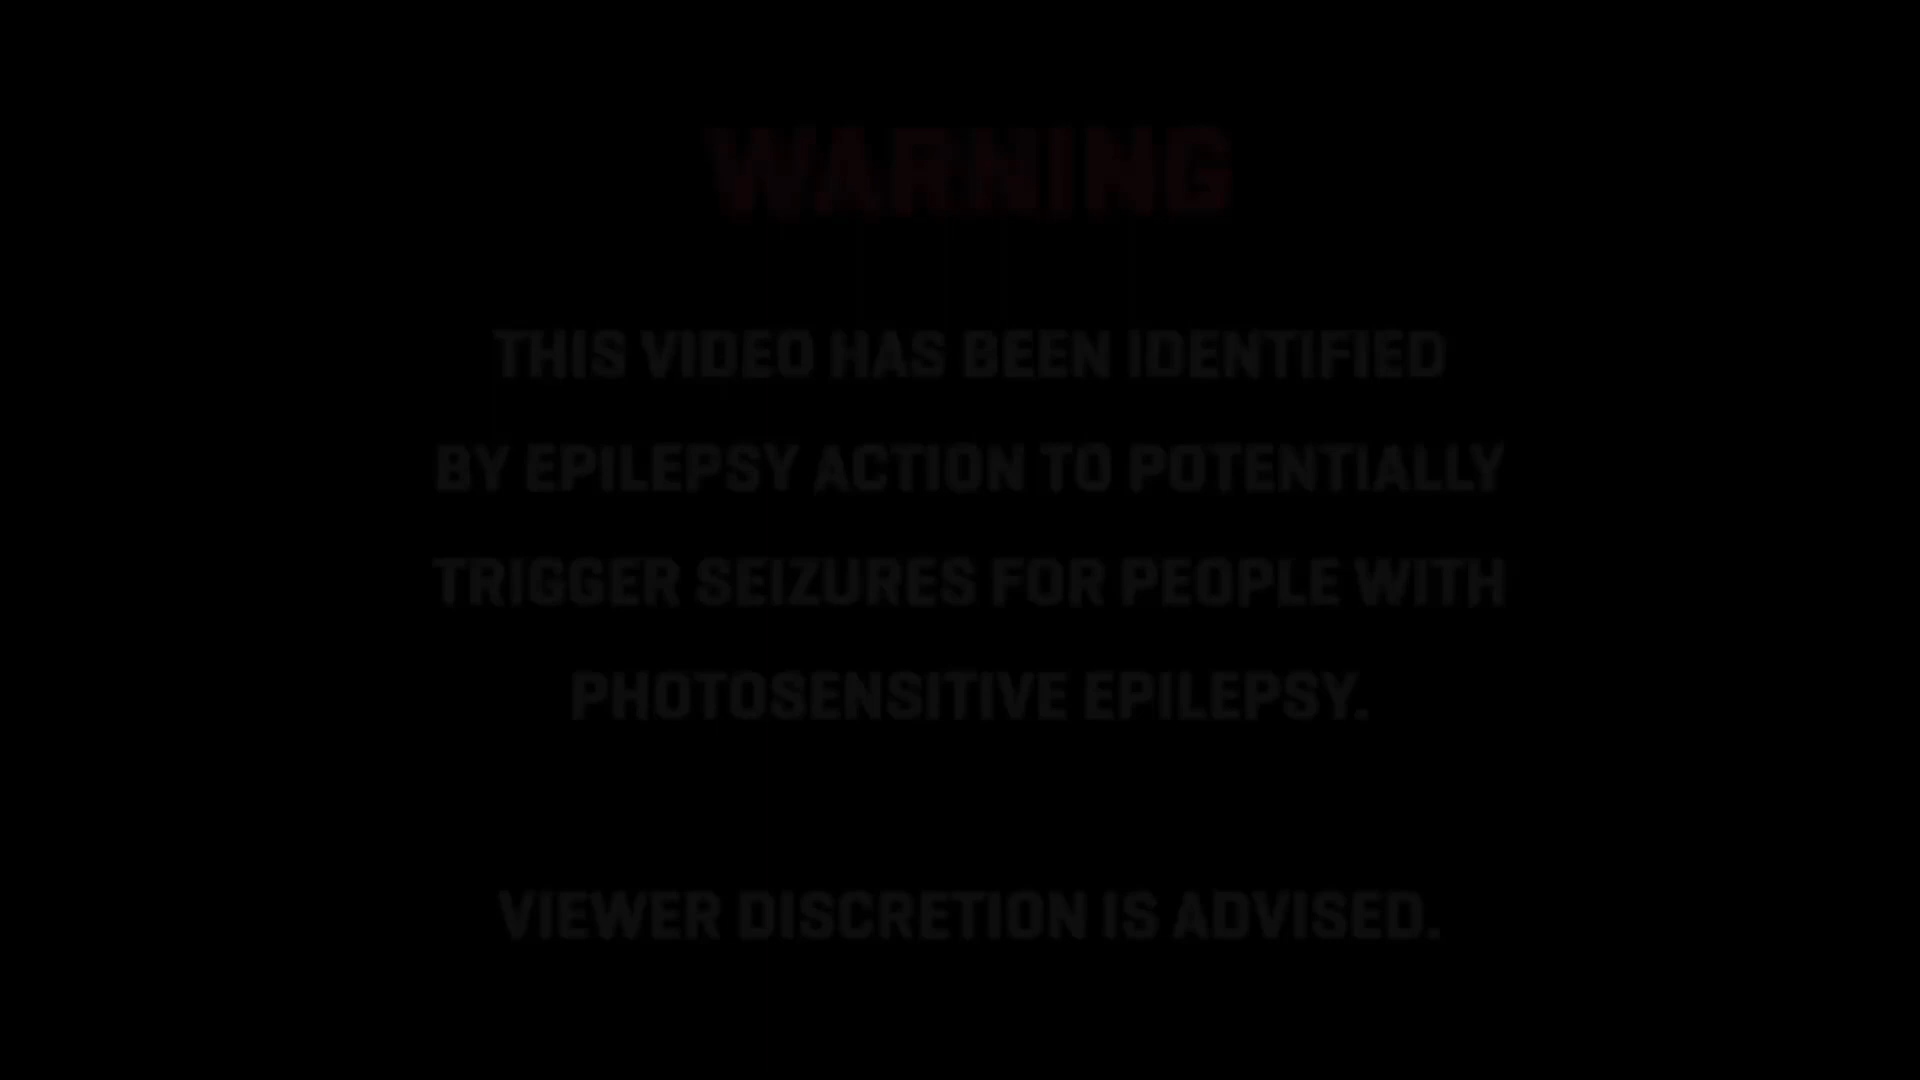 WARNING
THIS VIDEO HAS BEEN IDENTIFIED
BY EPILEPSY ACTION TO POTENTIALLY
TRIGGER SEIZURES FOR PEOPLE WITH
PHOTOSENSITIVE EPILEPSY.
VIEWER DISCRETION IS ADVISED.